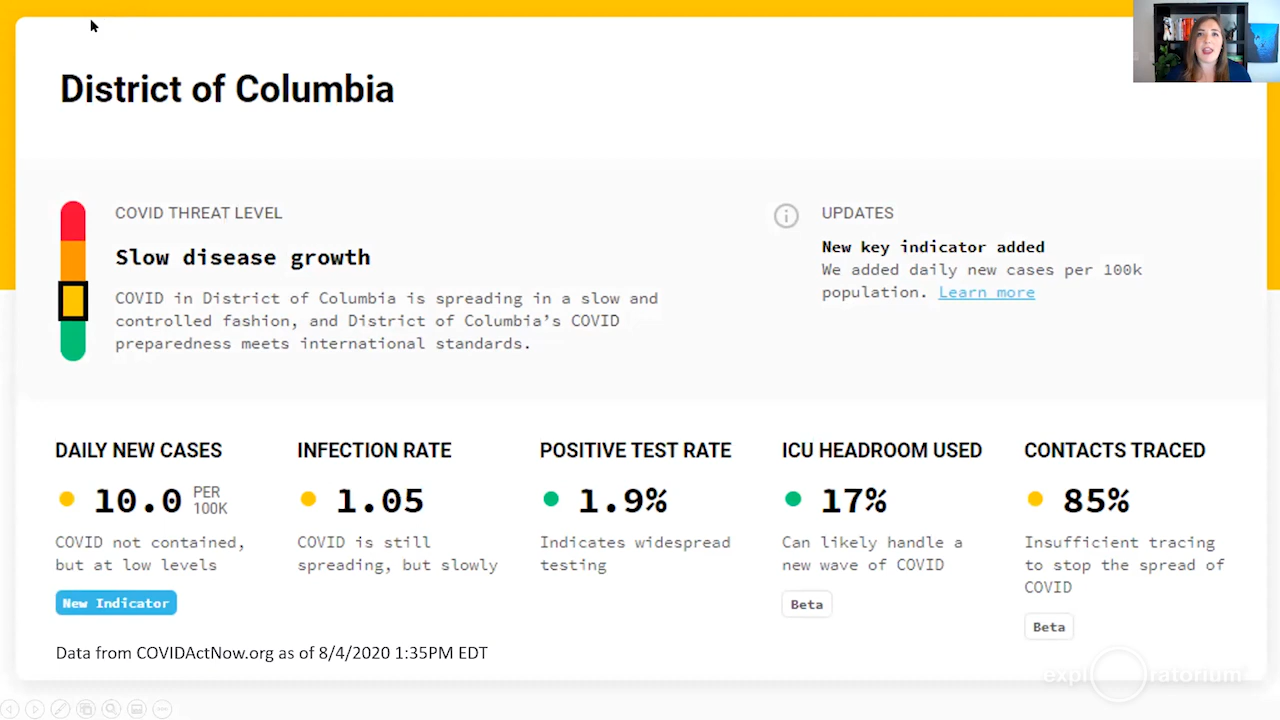 District of Columbia
COVID THREAT LEVEL
Slow disease growth
COVID in District of Columbia is spreading in a slow and
controlled fashion, and District of Columbia's COVID
preparedness meets international standards.
UPDATES
New key indicator added
We added daily new cases per 100k
population. Learn more
DAILY NEW CASES
10.0 PER
100K
COVID not contained,
but at low levels
New Indicator
INFECTION RATE
1.05
COVID is still
spreading, but slowly
POSITIVE TEST RATE
1.9%
Indicates widespread
testing
ICU HEADROOM USED
17%
Can likely handle a
new wave of COVID
Beta
CONTACTS TRACED
85%
Insufficient tracing
to stop the spread of
COVID
Beta
Data from COVIDActNow.org as of 8/4/2020 1:35PM EDT
exploratorium